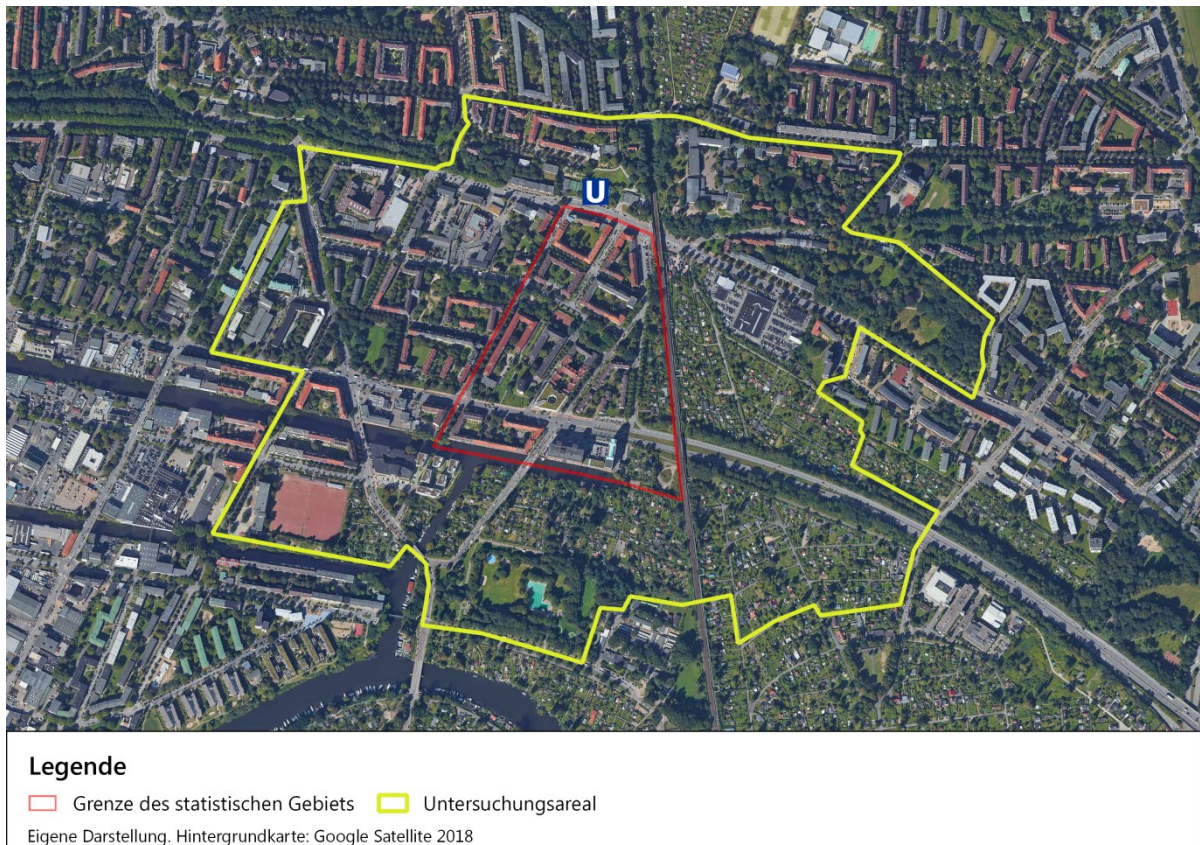 U
Legende
Grenze des statistischen Gebiets Untersuchungsareal
Eigene Darstellung. Hintergrundkarte: Google Satellite 2018